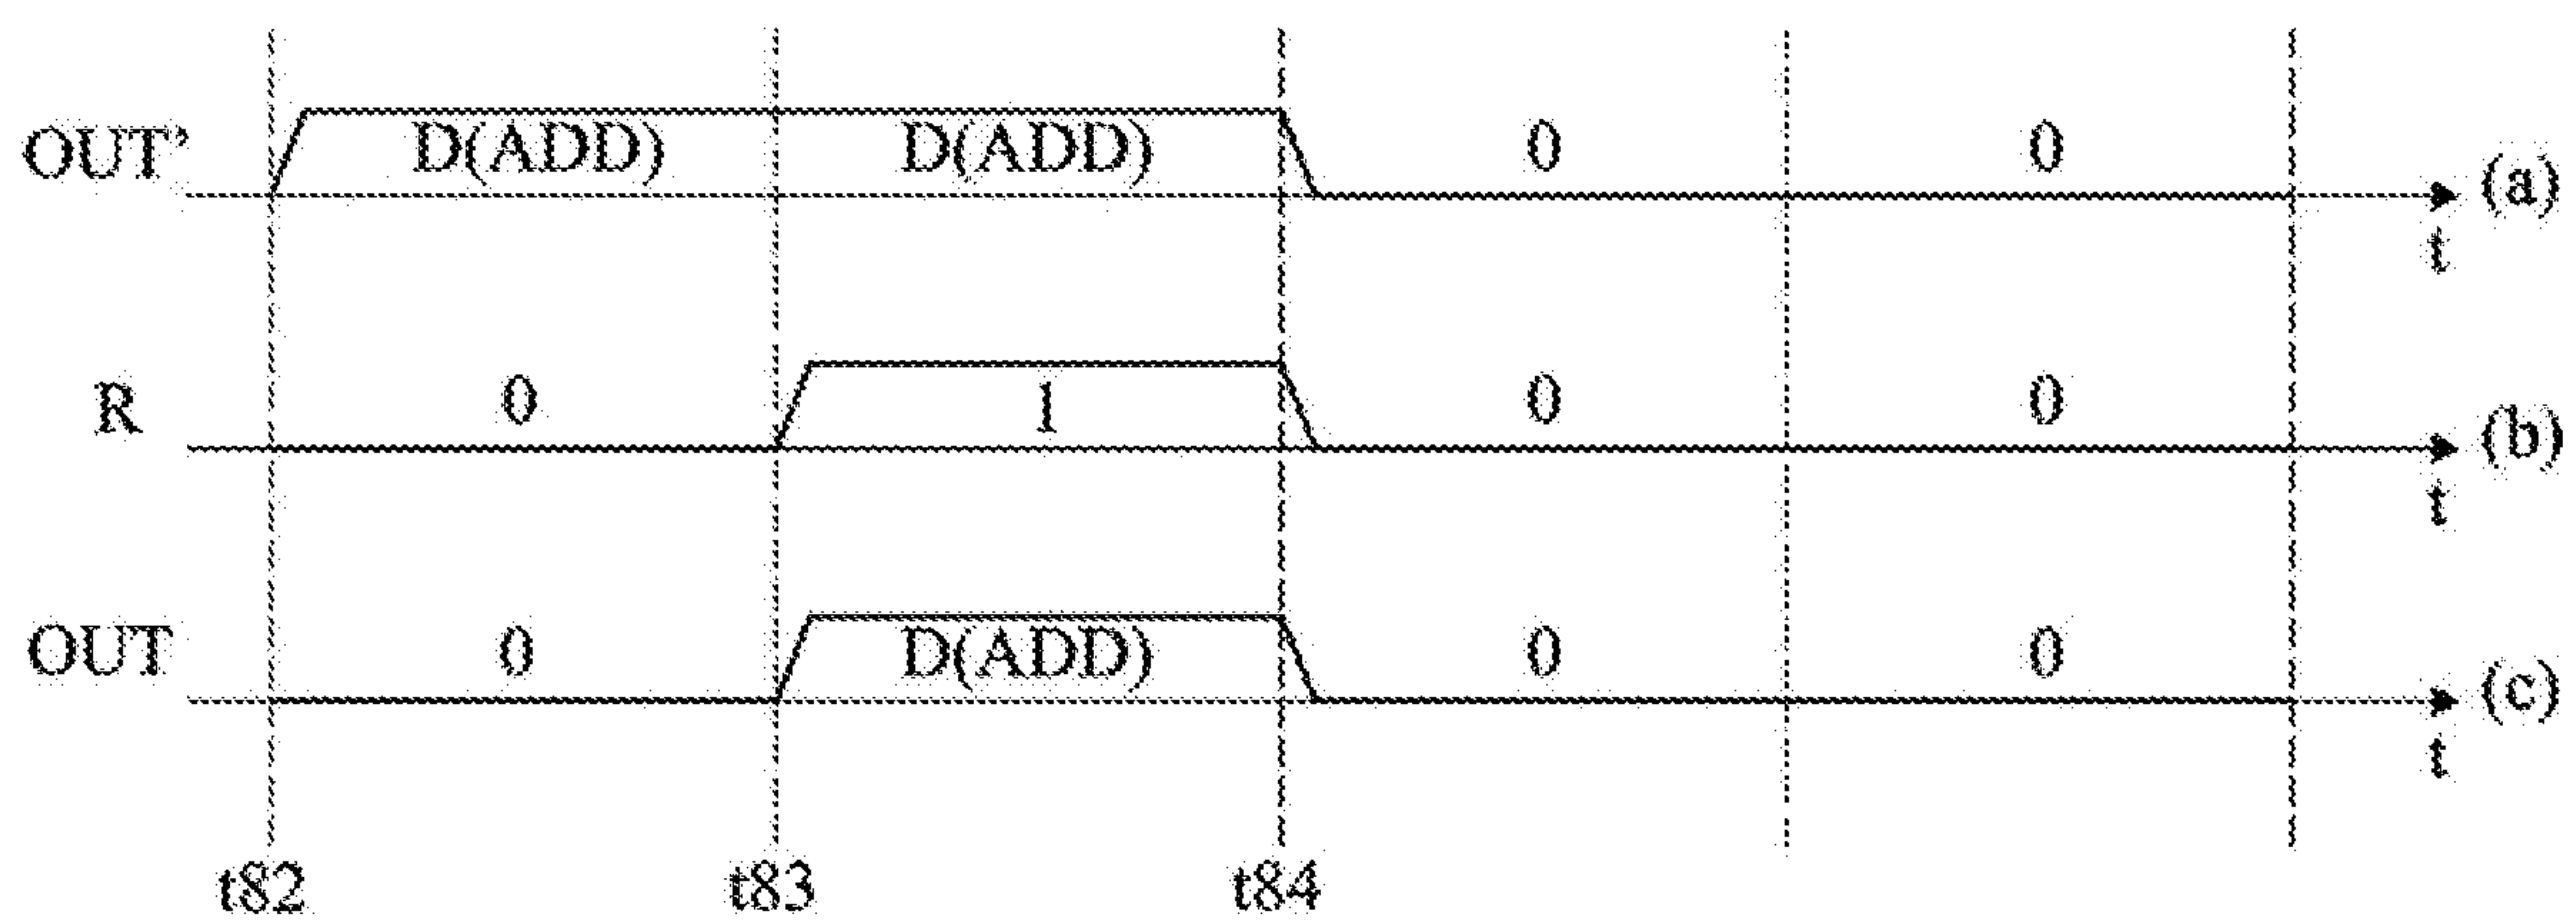 OUT' D(ADD) D(ADD) 0 0 (a)
t
R 0 1 0 0 (b)
t
OUT 0 D(ADD) 0 0 (c)
t
t82 t83 t84